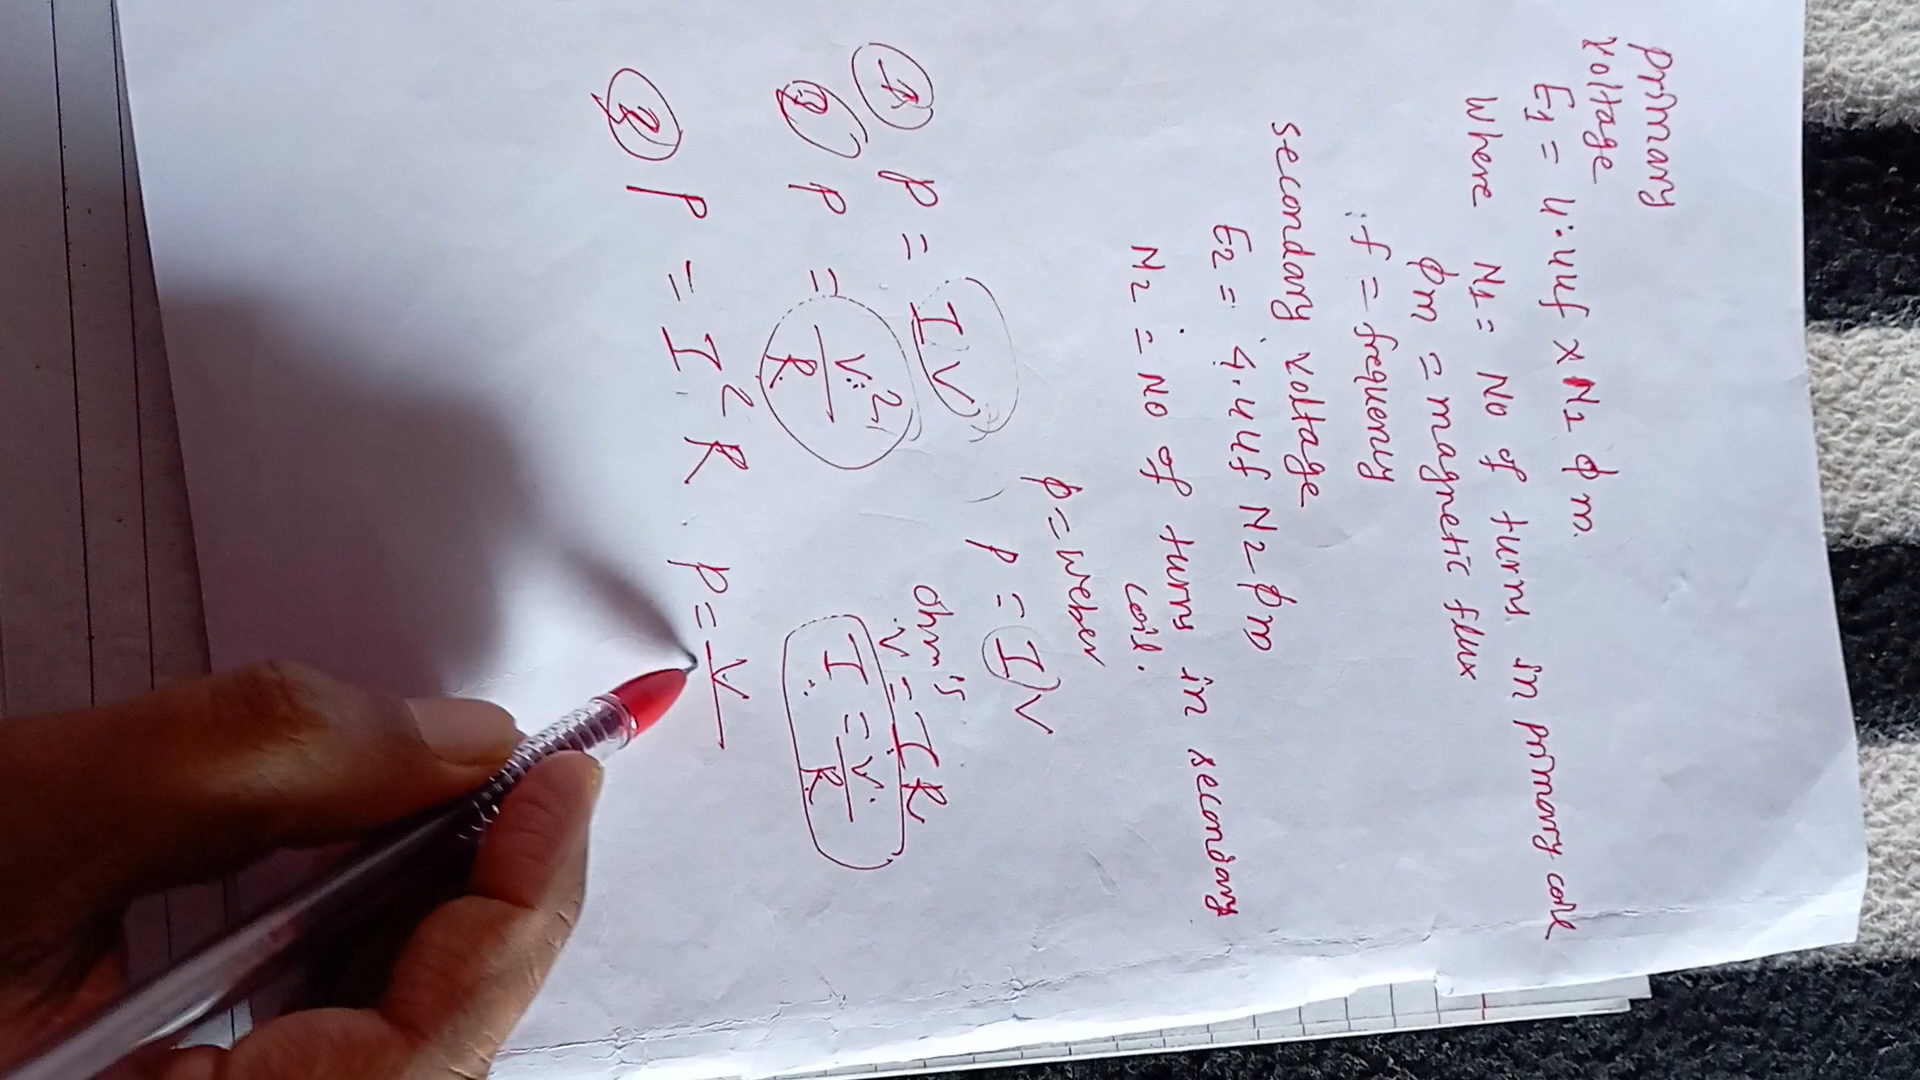 primary
voltage
E1 = 4.44f x N1 φm
Where N1 = No of turns in primary coil
φm = magnetic flux
f = frequency
secondary voltage
E2 = 4.44f N2 φm
N2 = No of turns in secondary
coil.
φ = weber
P = IV
① P = IV
ohm's
V = IR
② P = V²/R
I = V/R
③ P = I²R P = V